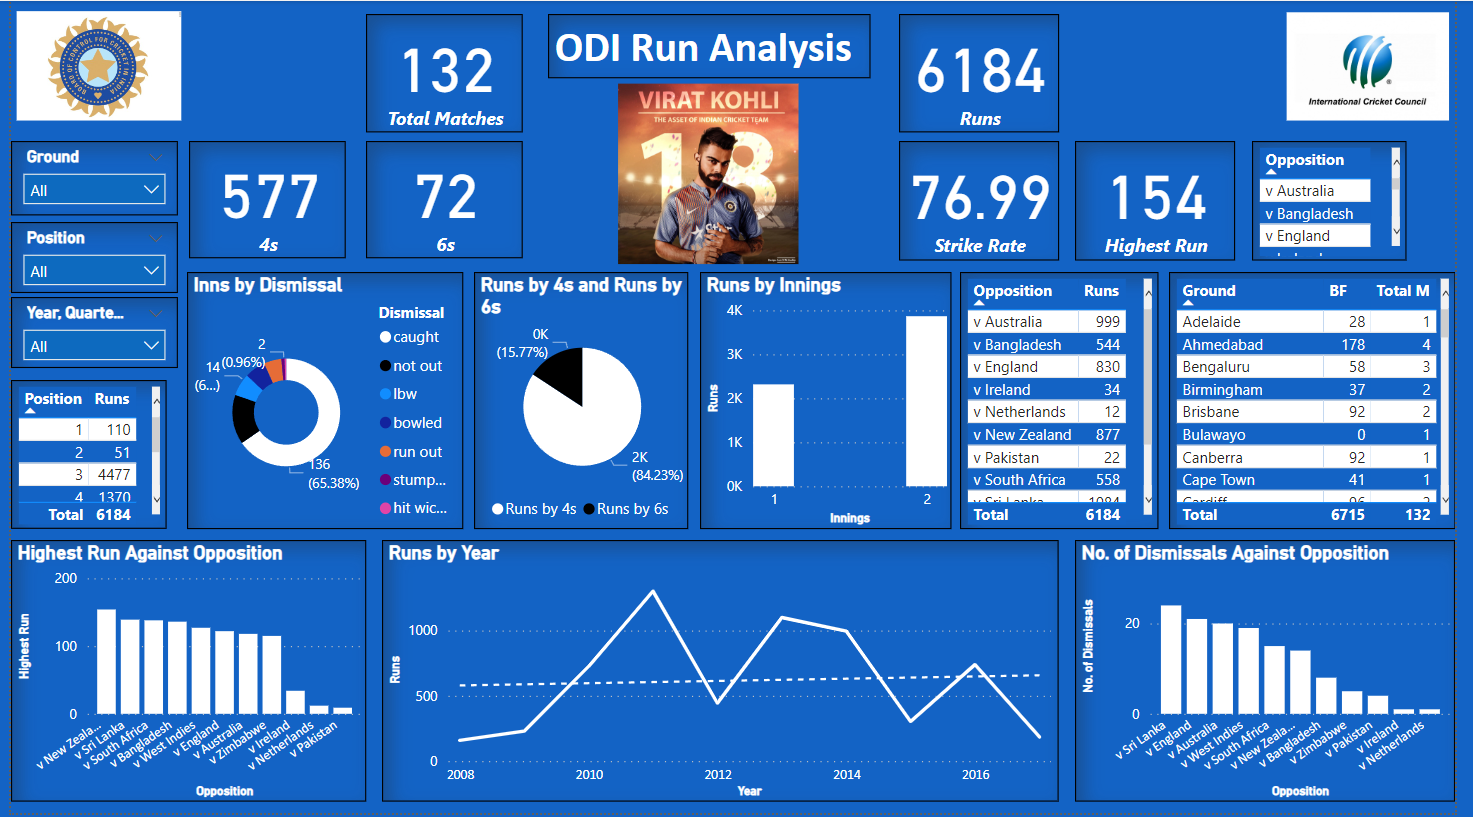 BOARD OF CONTROL FOR CRICKET IN INDIA
132
Total Matches
ODI Run Analysis
6184
Runs
International Cricket Council
VIRAT KOHLI
THE ASSET OF INDIAN CRICKET TEAM
18
Ground
All
577
4s
72
6s
76.99
Strike Rate
154
Highest Run
Opposition
v Australia
v Bangladesh
v England
Position
All
Year, Quarte...
All
Position Runs
1 110
2 51
3 4477
4 1370
Total 6184
Inns by Dismissal
Dismissal
caught
not out
lbw
bowled
run out
stump...
hit wic...
2
(0.96%)
14
(6...)
136
(65.38%)
Runs by 4s and Runs by
6s
0K
(15.77%)
2K
(84.23%)
Runs by 4s Runs by 6s
Runs by Innings
4K
3K
2K
1K
0K
Runs
1 2
Innings
Opposition Runs
v Australia 999
v Bangladesh 544
v England 830
v Ireland 34
v Netherlands 12
v New Zealand 877
v Pakistan 22
v South Africa 558
v Sri Lanka 1084
Total 6184
Ground BF Total M
Adelaide 28 1
Ahmedabad 178 4
Bengaluru 58 3
Birmingham 37 2
Brisbane 92 2
Bulawayo 0 1
Canberra 92 1
Cape Town 41 1
Cardiff 96 2
Total 6715 132
Highest Run Against Opposition
200
100
0
Highest Run
v New Zeala...
v Sri Lanka
v South Africa
v Bangladesh
v West Indies
v England
v Australia
v Zimbabwe
v Ireland
v Netherlands
v Pakistan
Opposition
Runs by Year
1000
500
0
Runs
2008 2010 2012 2014 2016
Year
No. of Dismissals Against Opposition
20
0
No. of Dismissals
v Sri Lanka
v England
v Australia
v West Indies
v South Africa
v New Zeala...
v Bangladesh
v Zimbabwe
v Pakistan
v Ireland
v Netherlands
Opposition